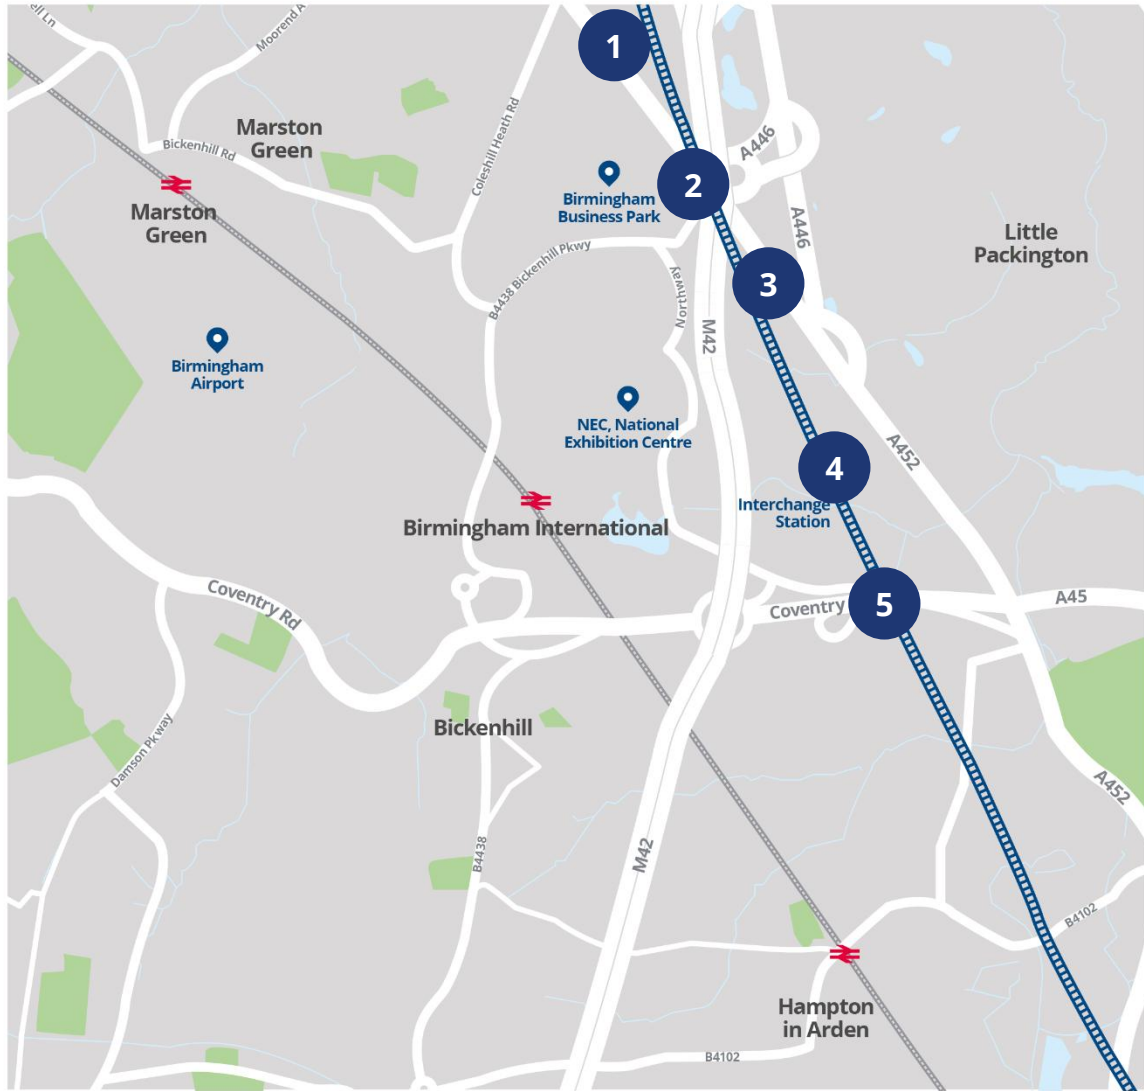 ell Ln
Moorend A
1
Marston
Green
Bickenhill Rd
Coleshill Heath Rd
A446
2
Birmingham
Business Park
Marston
Green
A446
Little
Packington
B4438 Bickenhill Pkwy
Northway
3
M42
Birmingham
Airport
NEC, National
Exhibition Centre
A452
4
Interchange
Station
Birmingham International
Coventry Rd
Coventry
5
A45
Bickenhill
Damson Pkway
A452
B4438
M42
B4102
Hampton
in Arden
B4102